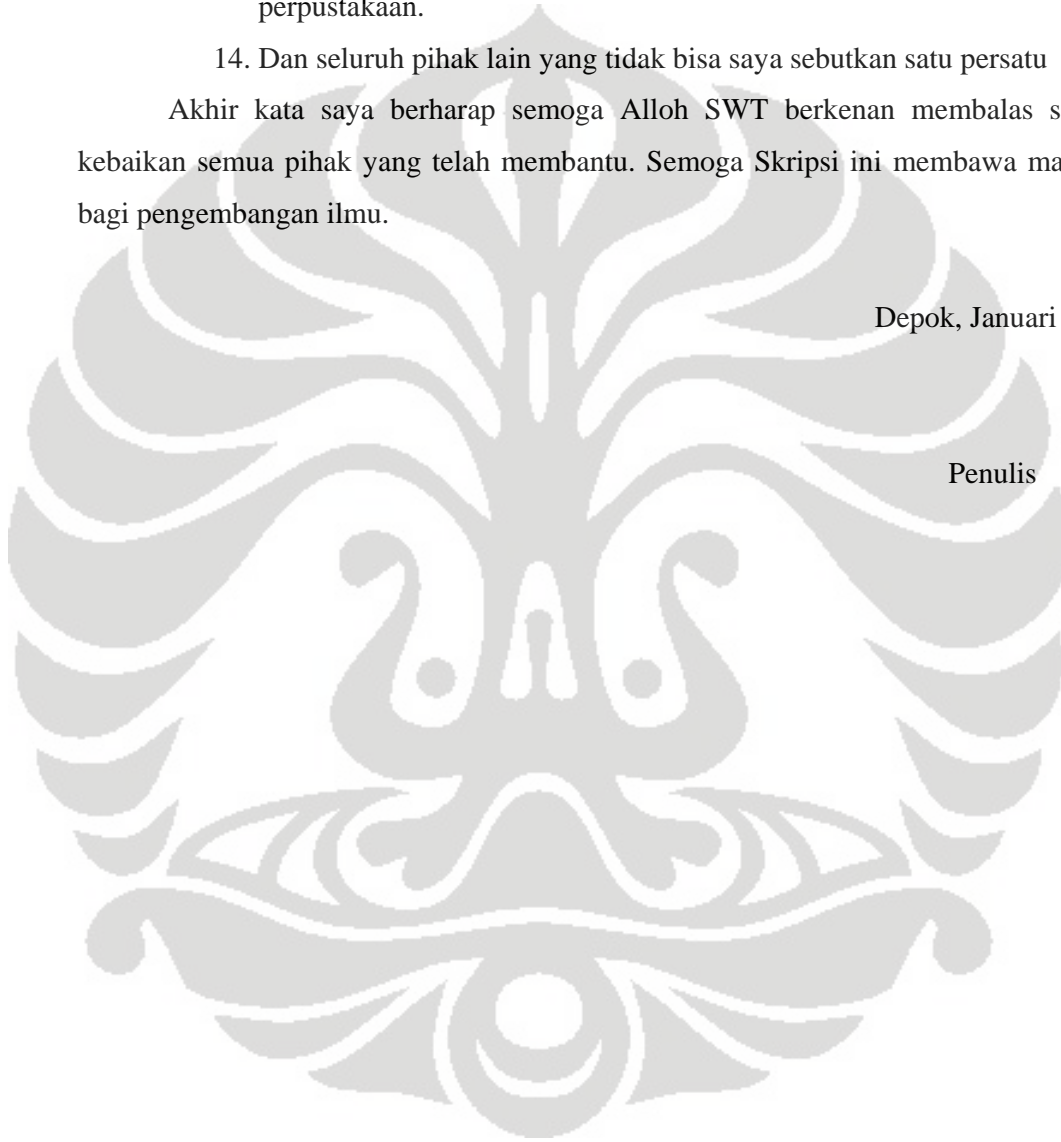 perpustakaan.
14. Dan seluruh pihak lain yang tidak bisa saya sebutkan satu persatu
Akhir kata saya berharap semoga Alloh SWT berkenan membalas s
kebaikan semua pihak yang telah membantu. Semoga Skripsi ini membawa ma
bagi pengembangan ilmu.
Depok, Januari
Penulis